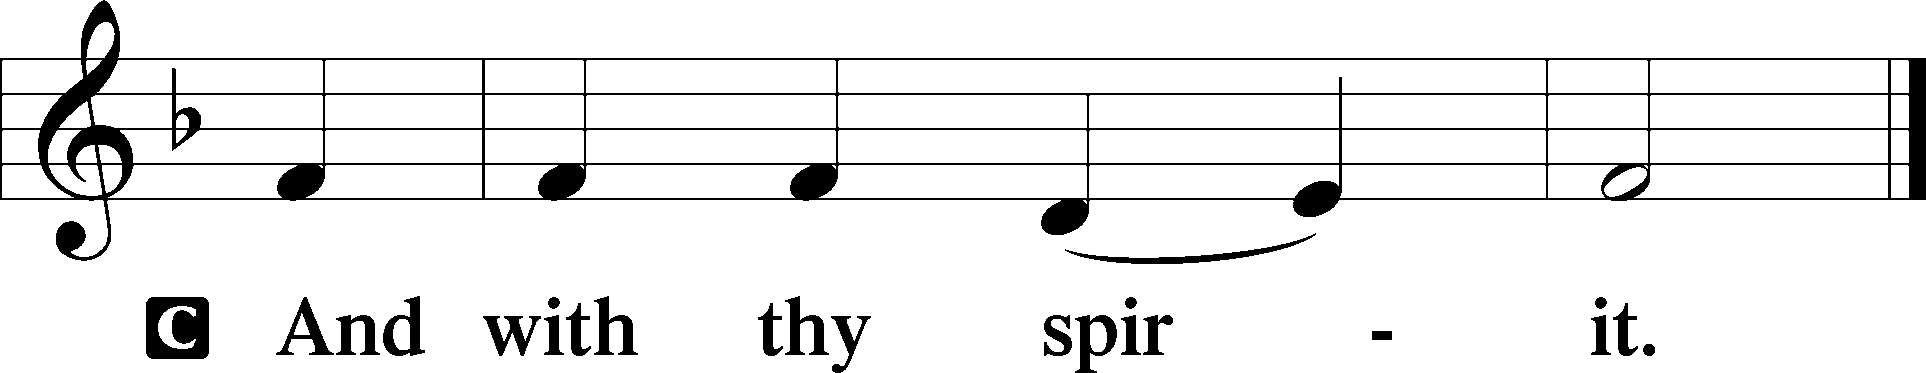 C And with thy spir - it.